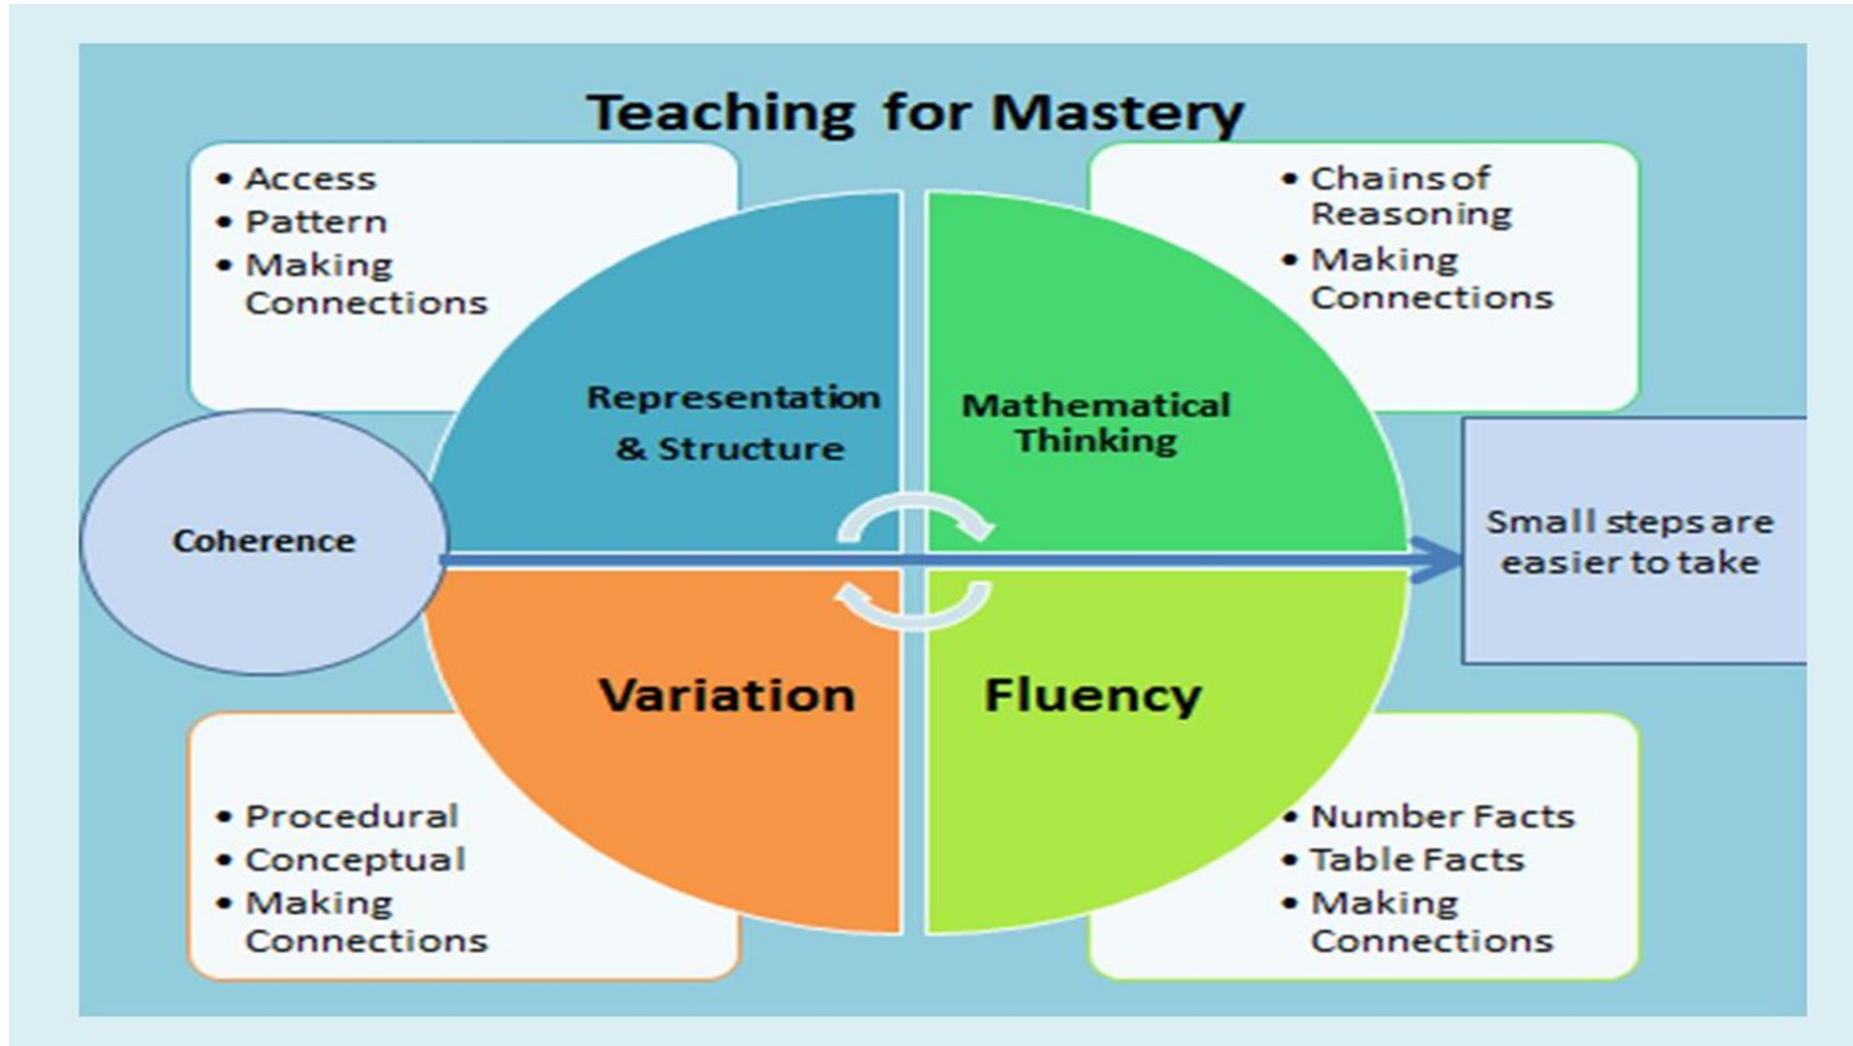 Teaching for Mastery
• Access
• Pattern
• Making
Connections
• Chains of
Reasoning
• Making
Connections
Representation
& Structure
Mathematical
Thinking
Coherence
Small steps are
easier to take
Variation
Fluency
• Procedural
• Conceptual
• Making
Connections
• Number Facts
• Table Facts
• Making
Connections